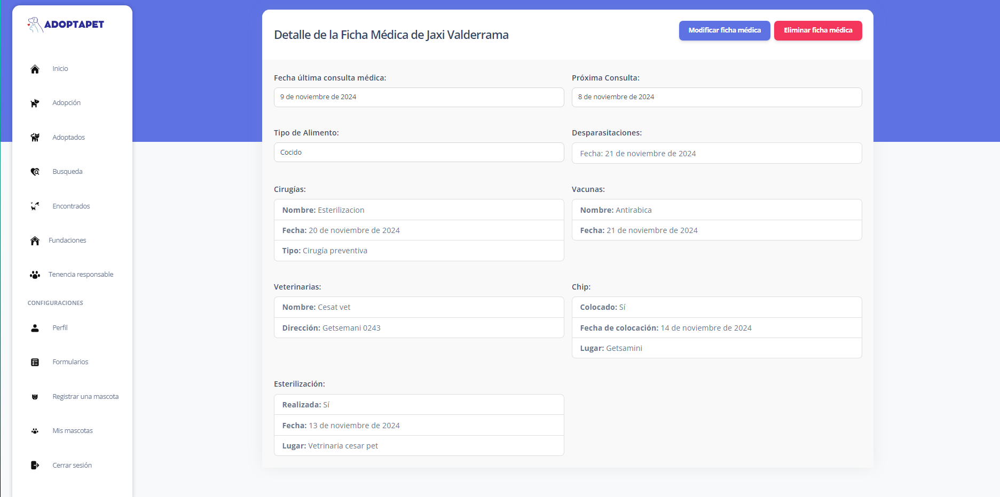 ADOPTAPET
Inicio
Adopción
Adoptados
Busqueda
Encontrados
Fundaciones
Tenencia responsable
CONFIGURACIONES
Perfil
Formularios
Registrar una mascota
Mis mascotas
Cerrar sesión
Detalle de la Ficha Médica de Jaxi Valderrama
Modificar ficha médica
Eliminar ficha médica
Fecha última consulta médica:
9 de noviembre de 2024
Próxima Consulta:
8 de noviembre de 2024
Tipo de Alimento:
Cocido
Desparasitaciones:
Fecha: 21 de noviembre de 2024
Cirugías:
Nombre: Esterilizacion
Fecha: 20 de noviembre de 2024
Tipo: Cirugía preventiva
Vacunas:
Nombre: Antirabica
Fecha: 21 de noviembre de 2024
Veterinarias:
Nombre: Cesat vet
Dirección: Getsemani 0243
Chip:
Colocado: Sí
Fecha de colocación: 14 de noviembre de 2024
Lugar: Getsamini
Esterilización:
Realizada: Sí
Fecha: 13 de noviembre de 2024
Lugar: Vetrinaria cesar pet